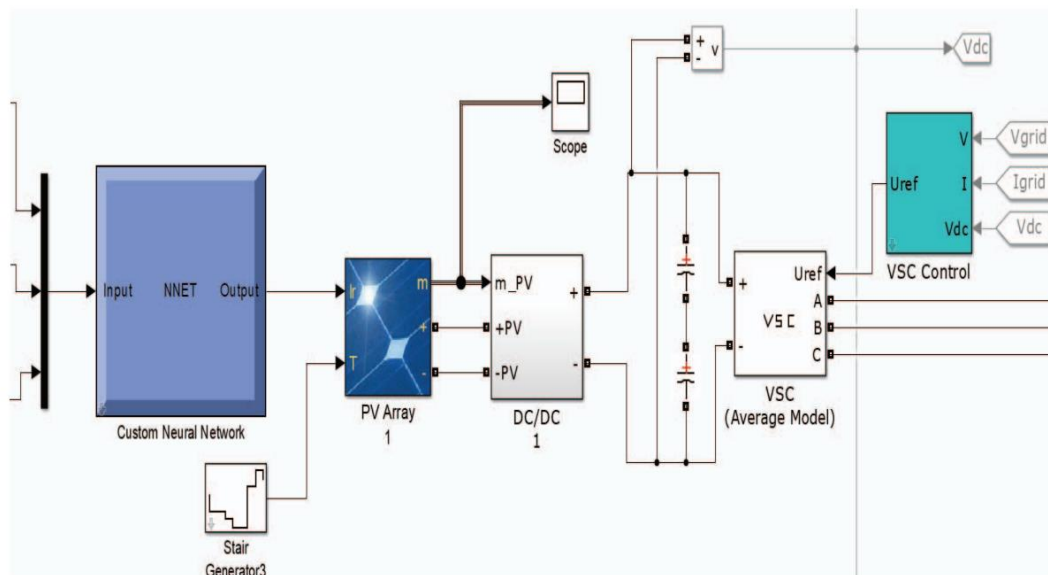 +
-
v
Vdc
Scope
V
Vgrid
Uref
I
Igrid
Vdc
Vdc
VSC Control
Input
NNET
Output
Ir
m
m_PV
+
+
+PV
T
-
-PV
-
Uref
+
VSC
A
B
-
C
PV Array
1
DC/DC
1
VSC
(Average Model)
Custom Neural Network
Stair
Generator3